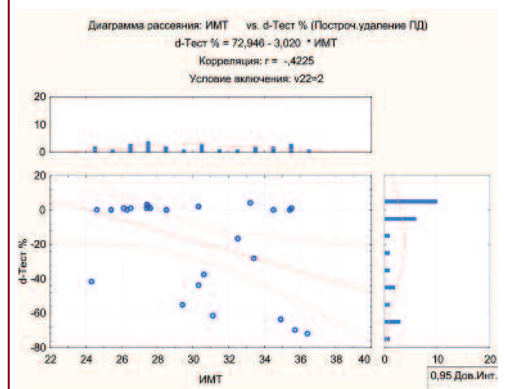 Диаграмма рассеяния: ИМТ vs. d-Тест % (Построч.удаление ПД)
d-Тест % = 72,946 - 3,020 * ИМТ
Корреляция: r = -,4225
Условие включения: v22=2
20
10
0
20
0
-20
-40
-60
-80
d-Тест %
22 24 26 28 30 32 34 36 38 40
ИМТ
0 10 20
0,95 Дов.Инт.